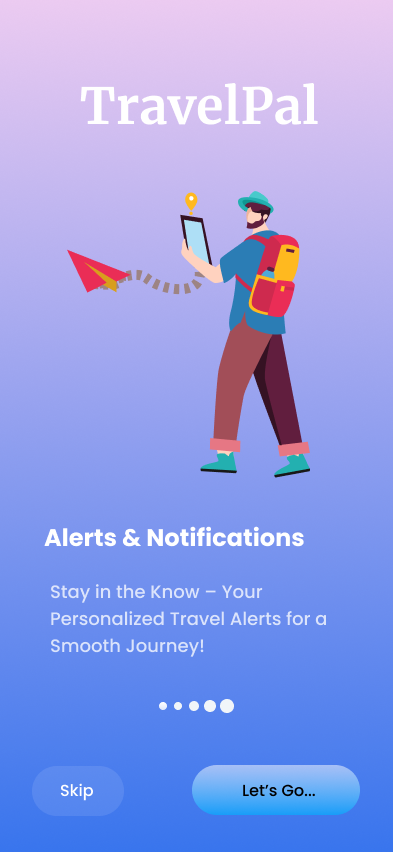 TravelPal
Alerts & Notifications
Stay in the Know – Your
Personalized Travel Alerts for a
Smooth Journey!
Skip
Let’s Go...